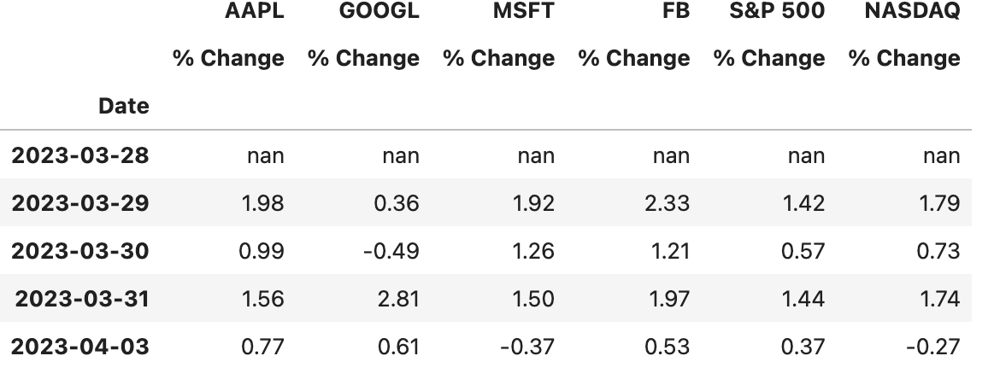 AAPL GOOGL MSFT FB S&P 500 NASDAQ
% Change % Change % Change % Change % Change % Change
Date
2023-03-28 nan nan nan nan nan nan
2023-03-29 1.98 0.36 1.92 2.33 1.42 1.79
2023-03-30 0.99 -0.49 1.26 1.21 0.57 0.73
2023-03-31 1.56 2.81 1.50 1.97 1.44 1.74
2023-04-03 0.77 0.61 -0.37 0.53 0.37 -0.27